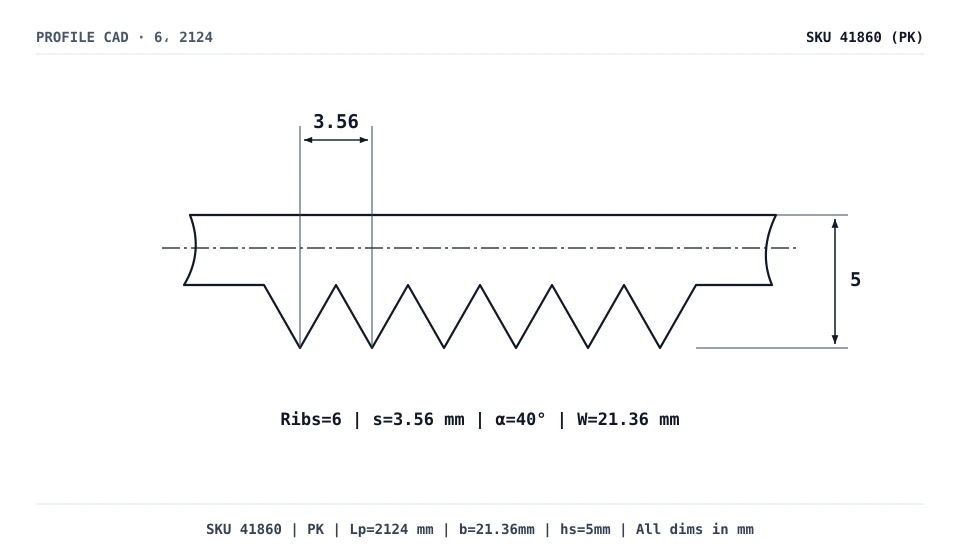 PROFILE CAD · 6، 2124
SKU 41860 (PK)
3.56
5
Ribs=6 | s=3.56 mm | α=40° | W=21.36 mm
SKU 41860 | PK | Lp=2124 mm | b=21.36mm | hs=5mm | All dims in mm